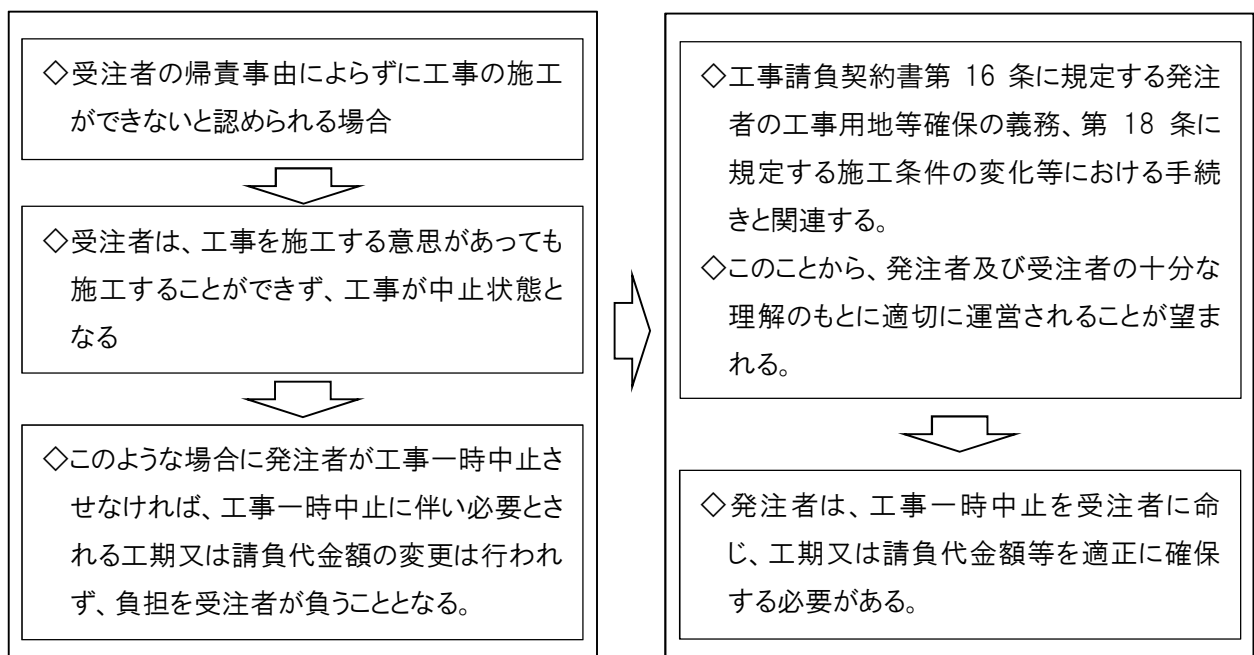 ◇受注者の帰責事由によらずに工事の施工
ができないと認められる場合
◇受注者は、工事を施工する意思があっても
施工することができず、工事が中止状態と
なる
◇このような場合に発注者が工事一時中止さ
せなければ、工事一時中止に伴い必要とさ
れる工期又は請負代金額の変更は行われ
ず、負担を受注者が負うこととなる。
◇工事請負契約書第 16 条に規定する発注
者の工事用地等確保の義務、第 18 条に
規定する施工条件の変化等における手続
きと関連する。
◇このことから、発注者及び受注者の十分な
理解のもとに適切に運営されることが望ま
れる。
◇発注者は、工事一時中止を受注者に命
じ、工期又は請負代金額等を適正に確保
する必要がある。